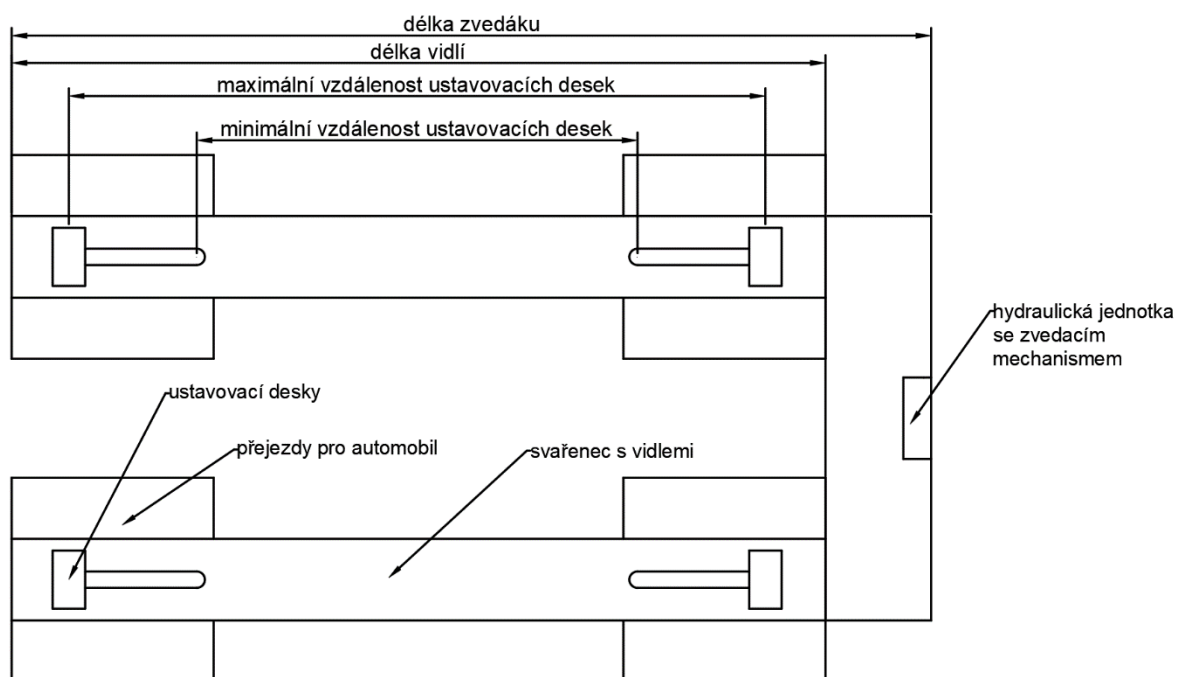 délka zvedáku
délka vidlí
maximální vzdálenost ustavovacích desek
minimální vzdálenost ustavovacích desek
hydraulická jednotka
se zvedacím
mechanismem
ustavovací desky
přejezdy pro automobil
svařenec s vidlemi